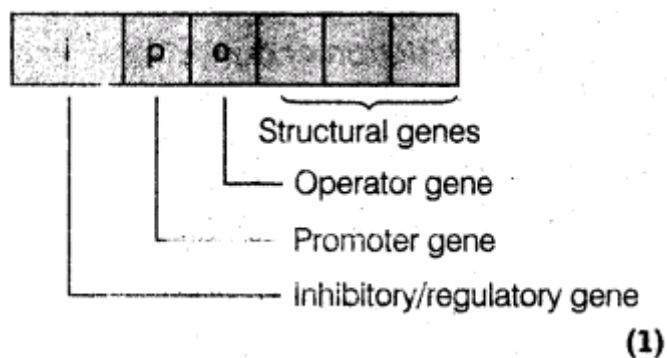 i p o
Structural genes
Operator gene
Promoter gene
Inhibitory/regulatory gene
(1)